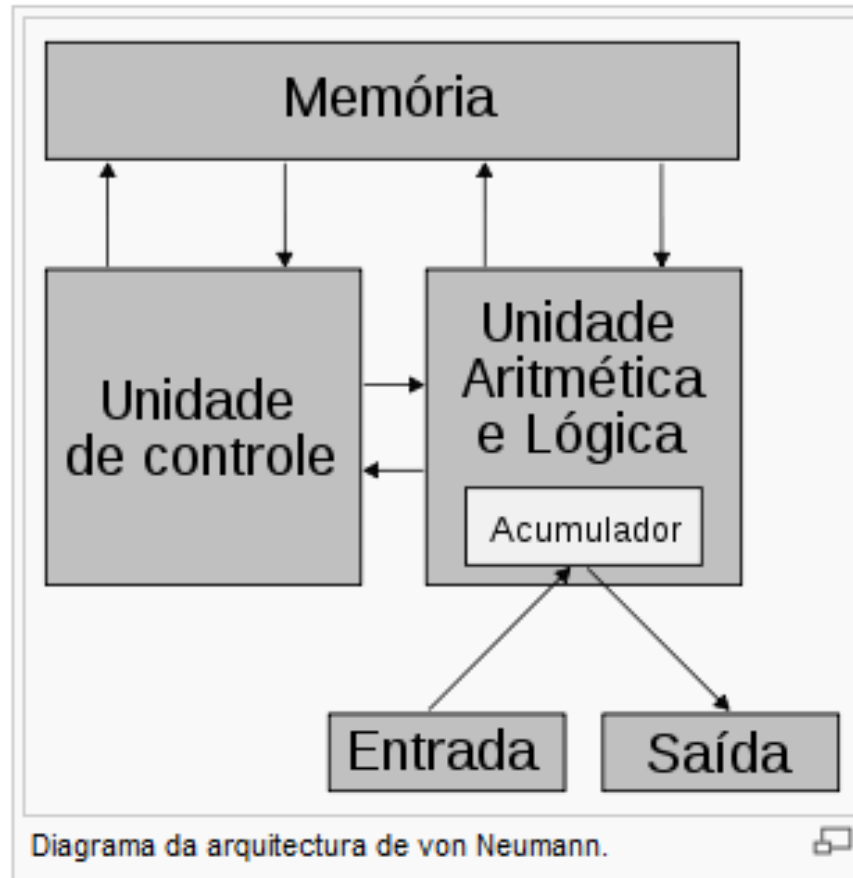 Memória
Unidade
de controle
Unidade
Aritmética
e Lógica
Acumulador
Entrada
Saída
Diagrama da arquitectura de von Neumann.